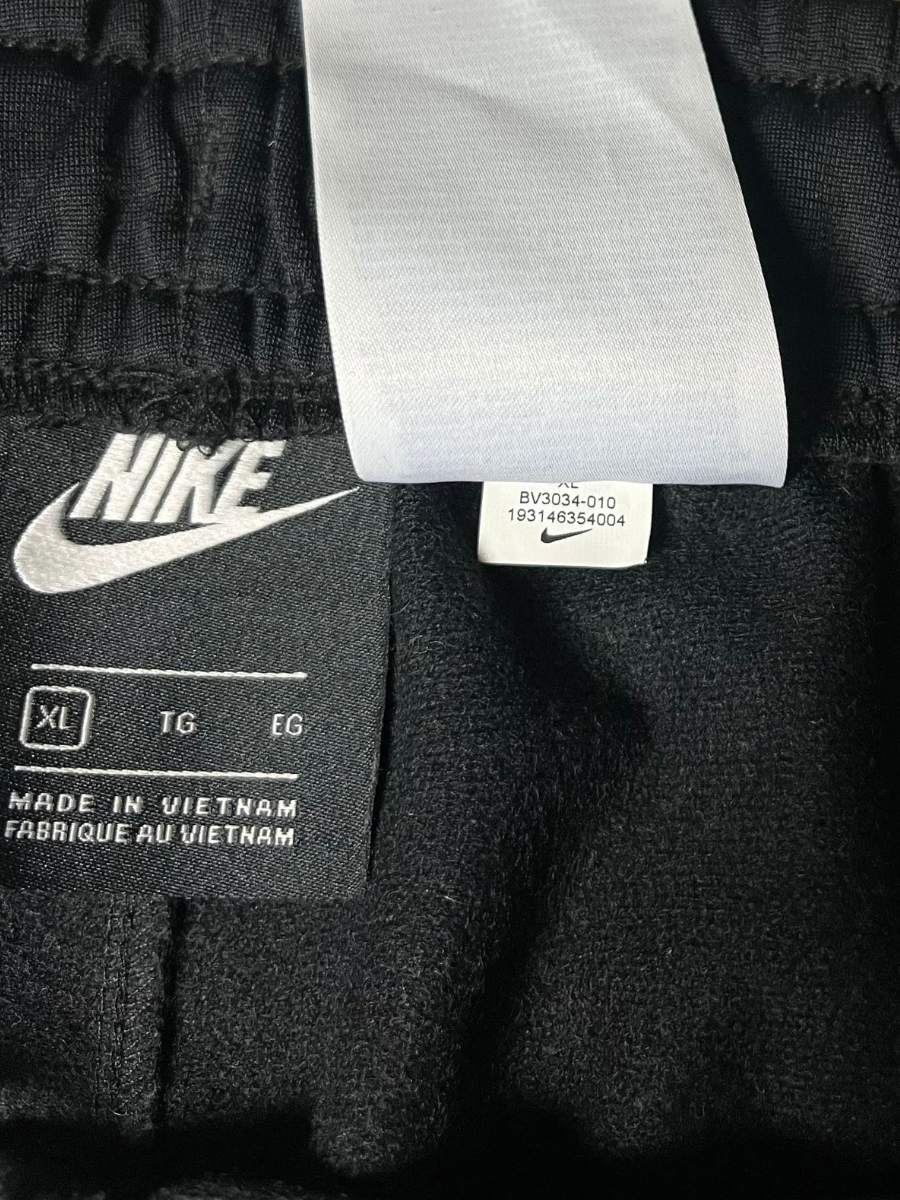 NIKE
XL TG EG
MADE IN VIETNAM
FABRIQUE AU VIETNAM
XL
BV3034-010
193146354004